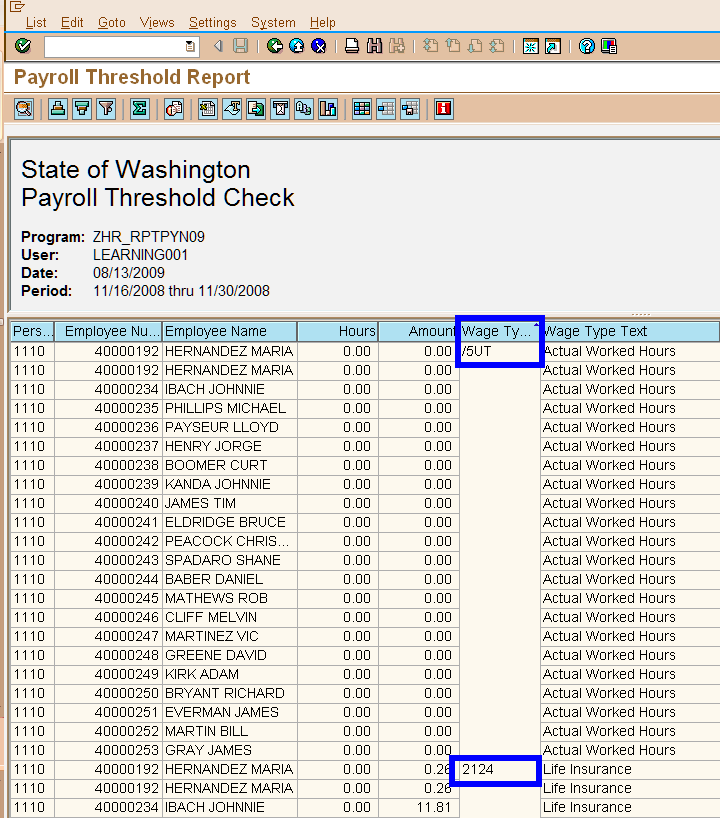 List Edit Goto Views Settings System Help
Payroll Threshold Report
State of Washington
Payroll Threshold Check
Program: ZHR_RPTPYN09
User: LEARNING001
Date: 08/13/2009
Period: 11/16/2008 thru 11/30/2008
Pers... Employee Nu... Employee Name Hours Amount Wage Ty... Wage Type Text
1110 40000192 HERNANDEZ MARIA 0.00 0.00 /5UT Actual Worked Hours
1110 40000192 HERNANDEZ MARIA 0.00 0.00 Actual Worked Hours
1110 40000234 IBACH JOHNNIE 0.00 0.00 Actual Worked Hours
1110 40000235 PHILLIPS MICHAEL 0.00 0.00 Actual Worked Hours
1110 40000236 PAYSEUR LLOYD 0.00 0.00 Actual Worked Hours
1110 40000237 HENRY JORGE 0.00 0.00 Actual Worked Hours
1110 40000238 BOOMER CURT 0.00 0.00 Actual Worked Hours
1110 40000239 KANDA JOHNNIE 0.00 0.00 Actual Worked Hours
1110 40000240 JAMES TIM 0.00 0.00 Actual Worked Hours
1110 40000241 ELDRIDGE BRUCE 0.00 0.00 Actual Worked Hours
1110 40000242 PEACOCK CHRIS... 0.00 0.00 Actual Worked Hours
1110 40000243 SPADARO SHANE 0.00 0.00 Actual Worked Hours
1110 40000244 BABER DANIEL 0.00 0.00 Actual Worked Hours
1110 40000245 MATHEWS ROB 0.00 0.00 Actual Worked Hours
1110 40000246 CLIFF MELVIN 0.00 0.00 Actual Worked Hours
1110 40000247 MARTINEZ VIC 0.00 0.00 Actual Worked Hours
1110 40000248 GREENE DAVID 0.00 0.00 Actual Worked Hours
1110 40000249 KIRK ADAM 0.00 0.00 Actual Worked Hours
1110 40000250 BRYANT RICHARD 0.00 0.00 Actual Worked Hours
1110 40000251 EVERMAN JAMES 0.00 0.00 Actual Worked Hours
1110 40000252 MARTIN BILL 0.00 0.00 Actual Worked Hours
1110 40000253 GRAY JAMES 0.00 0.00 Actual Worked Hours
1110 40000192 HERNANDEZ MARIA 0.00 0.26 2124 Life Insurance
1110 40000192 HERNANDEZ MARIA 0.00 0.26 Life Insurance
1110 40000234 IBACH JOHNNIE 0.00 11.81 Life Insurance